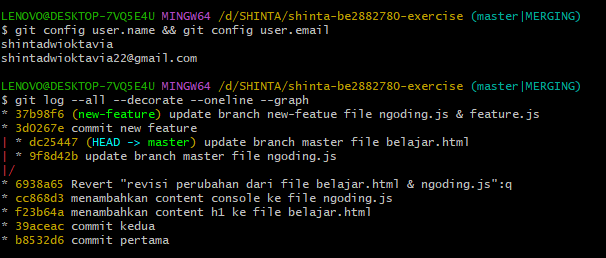 LENOVO@DESKTOP-7VQ5E4U MINGW64 /d/SHINTA/shinta-be2882780-exercise (master|MERGING)
$ git config user.name && git config user.email
shintadwioktavia
shintadwioktavia22@gmail.com
LENOVO@DESKTOP-7VQ5E4U MINGW64 /d/SHINTA/shinta-be2882780-exercise (master|MERGING)
$ git log --all --decorate --oneline --graph
* 37b98f6 (new-feature) update branch new-featue file ngoding.js & feature.js
* 3d0267e commit new feature
| * dc25447 (HEAD -> master) update branch master file belajar.html
| * 9f8d42b update branch master file ngoding.js
|/
* 6938a65 Revert "revisi perubahan dari file belajar.html & ngoding.js":q
* cc868d3 menambahkan content console ke file ngoding.js
* f23b64a menambahkan content h1 ke file belajar.html
* 39aceac commit kedua
* b8532d6 commit pertama